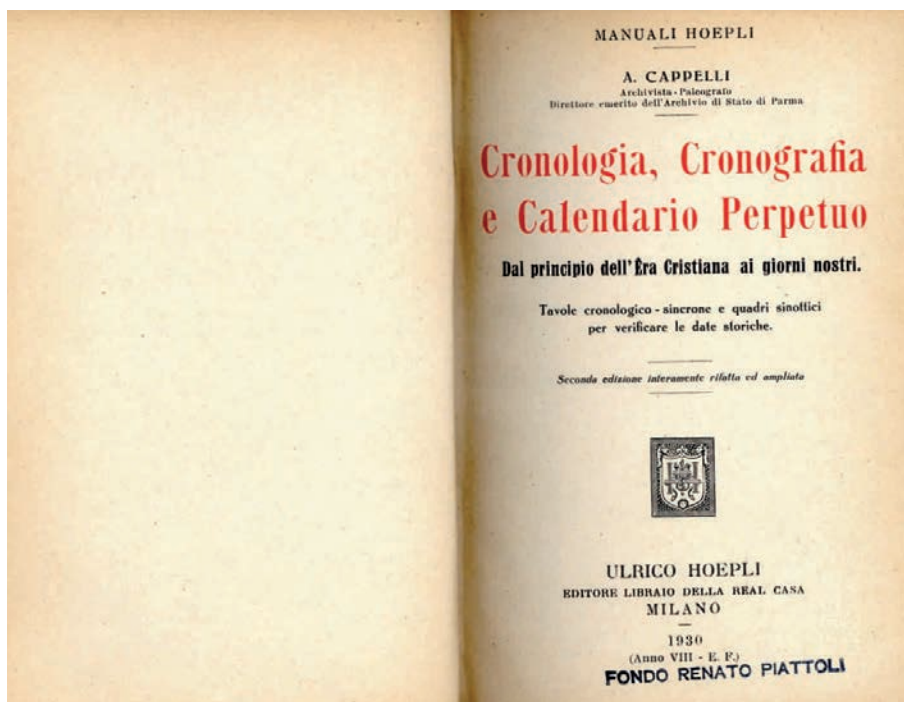 MANUALI HOEPLI
A. CAPPELLI
Archivista - Paleografo
Direttore emerito dell'Archivio di Stato di Parma
Cronologia, Cronografia
e Calendario Perpetuo
Dal principio dell'Êra Cristiana ai giorni nostri.
Tavole cronologico - sincrone e quadri sinottici
per verificare le date storiche.
Seconda edizione interamente rifatta ed ampliata
ULRICO HOEPLI
EDITORE LIBRAIO DELLA REAL CASA
MILANO
1930
(Anno VIII - E. F.)
FONDO RENATO PIATTOLI